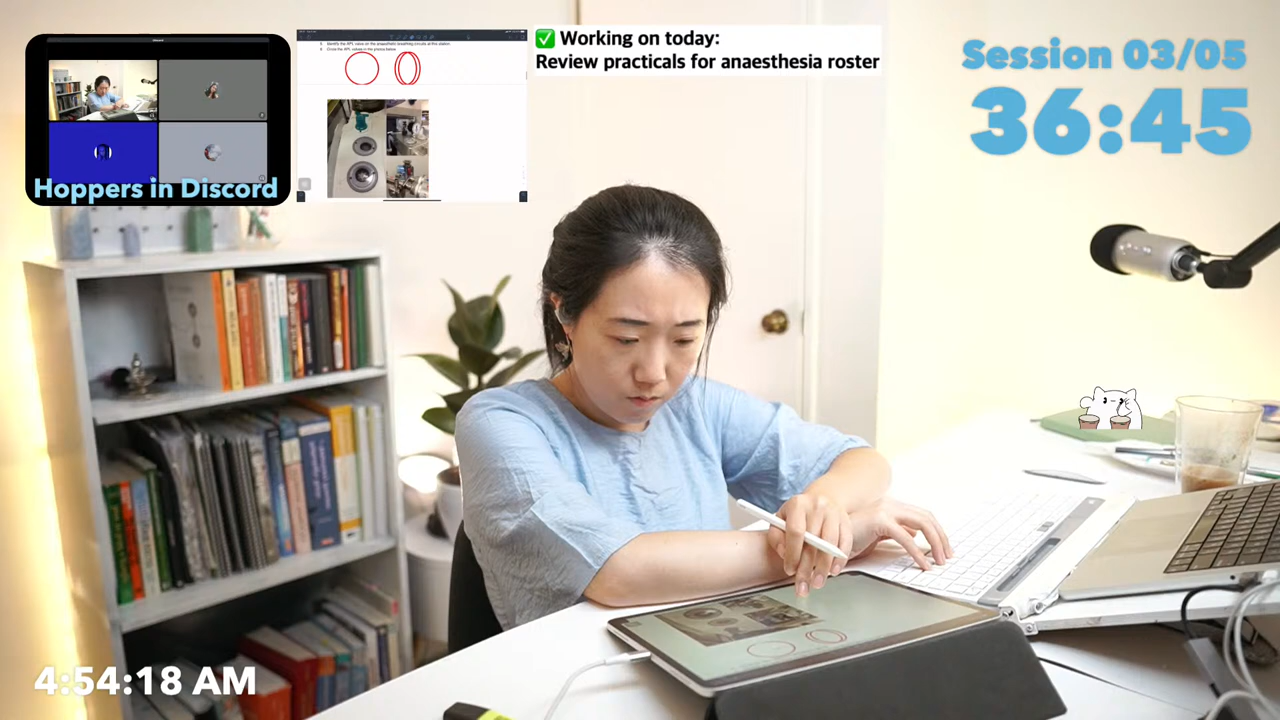 Hoppers in Discord
✅ Working on today:
Review practicals for anaesthesia roster
Session 03/05
36:45
4:54:18 AM